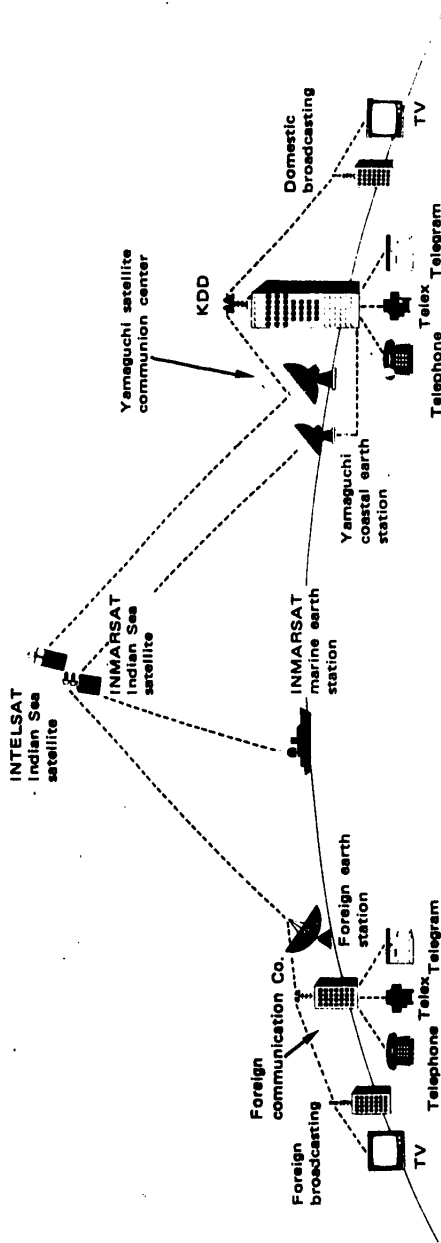 INTELSAT
Indian Sea
satellite
INMARSAT
Indian Sea
satellite
Yamaguchi satellite
communion center
KDD
Domestic
broadcasting
TV
Telephone
Telex
Telegram
Yamaguchi
coastal earth
station
INMARSAT
marine earth
station
Foreign earth
station
Foreign
communication Co.
Foreign
broadcasting
TV
Telephone
Telex
Telegram